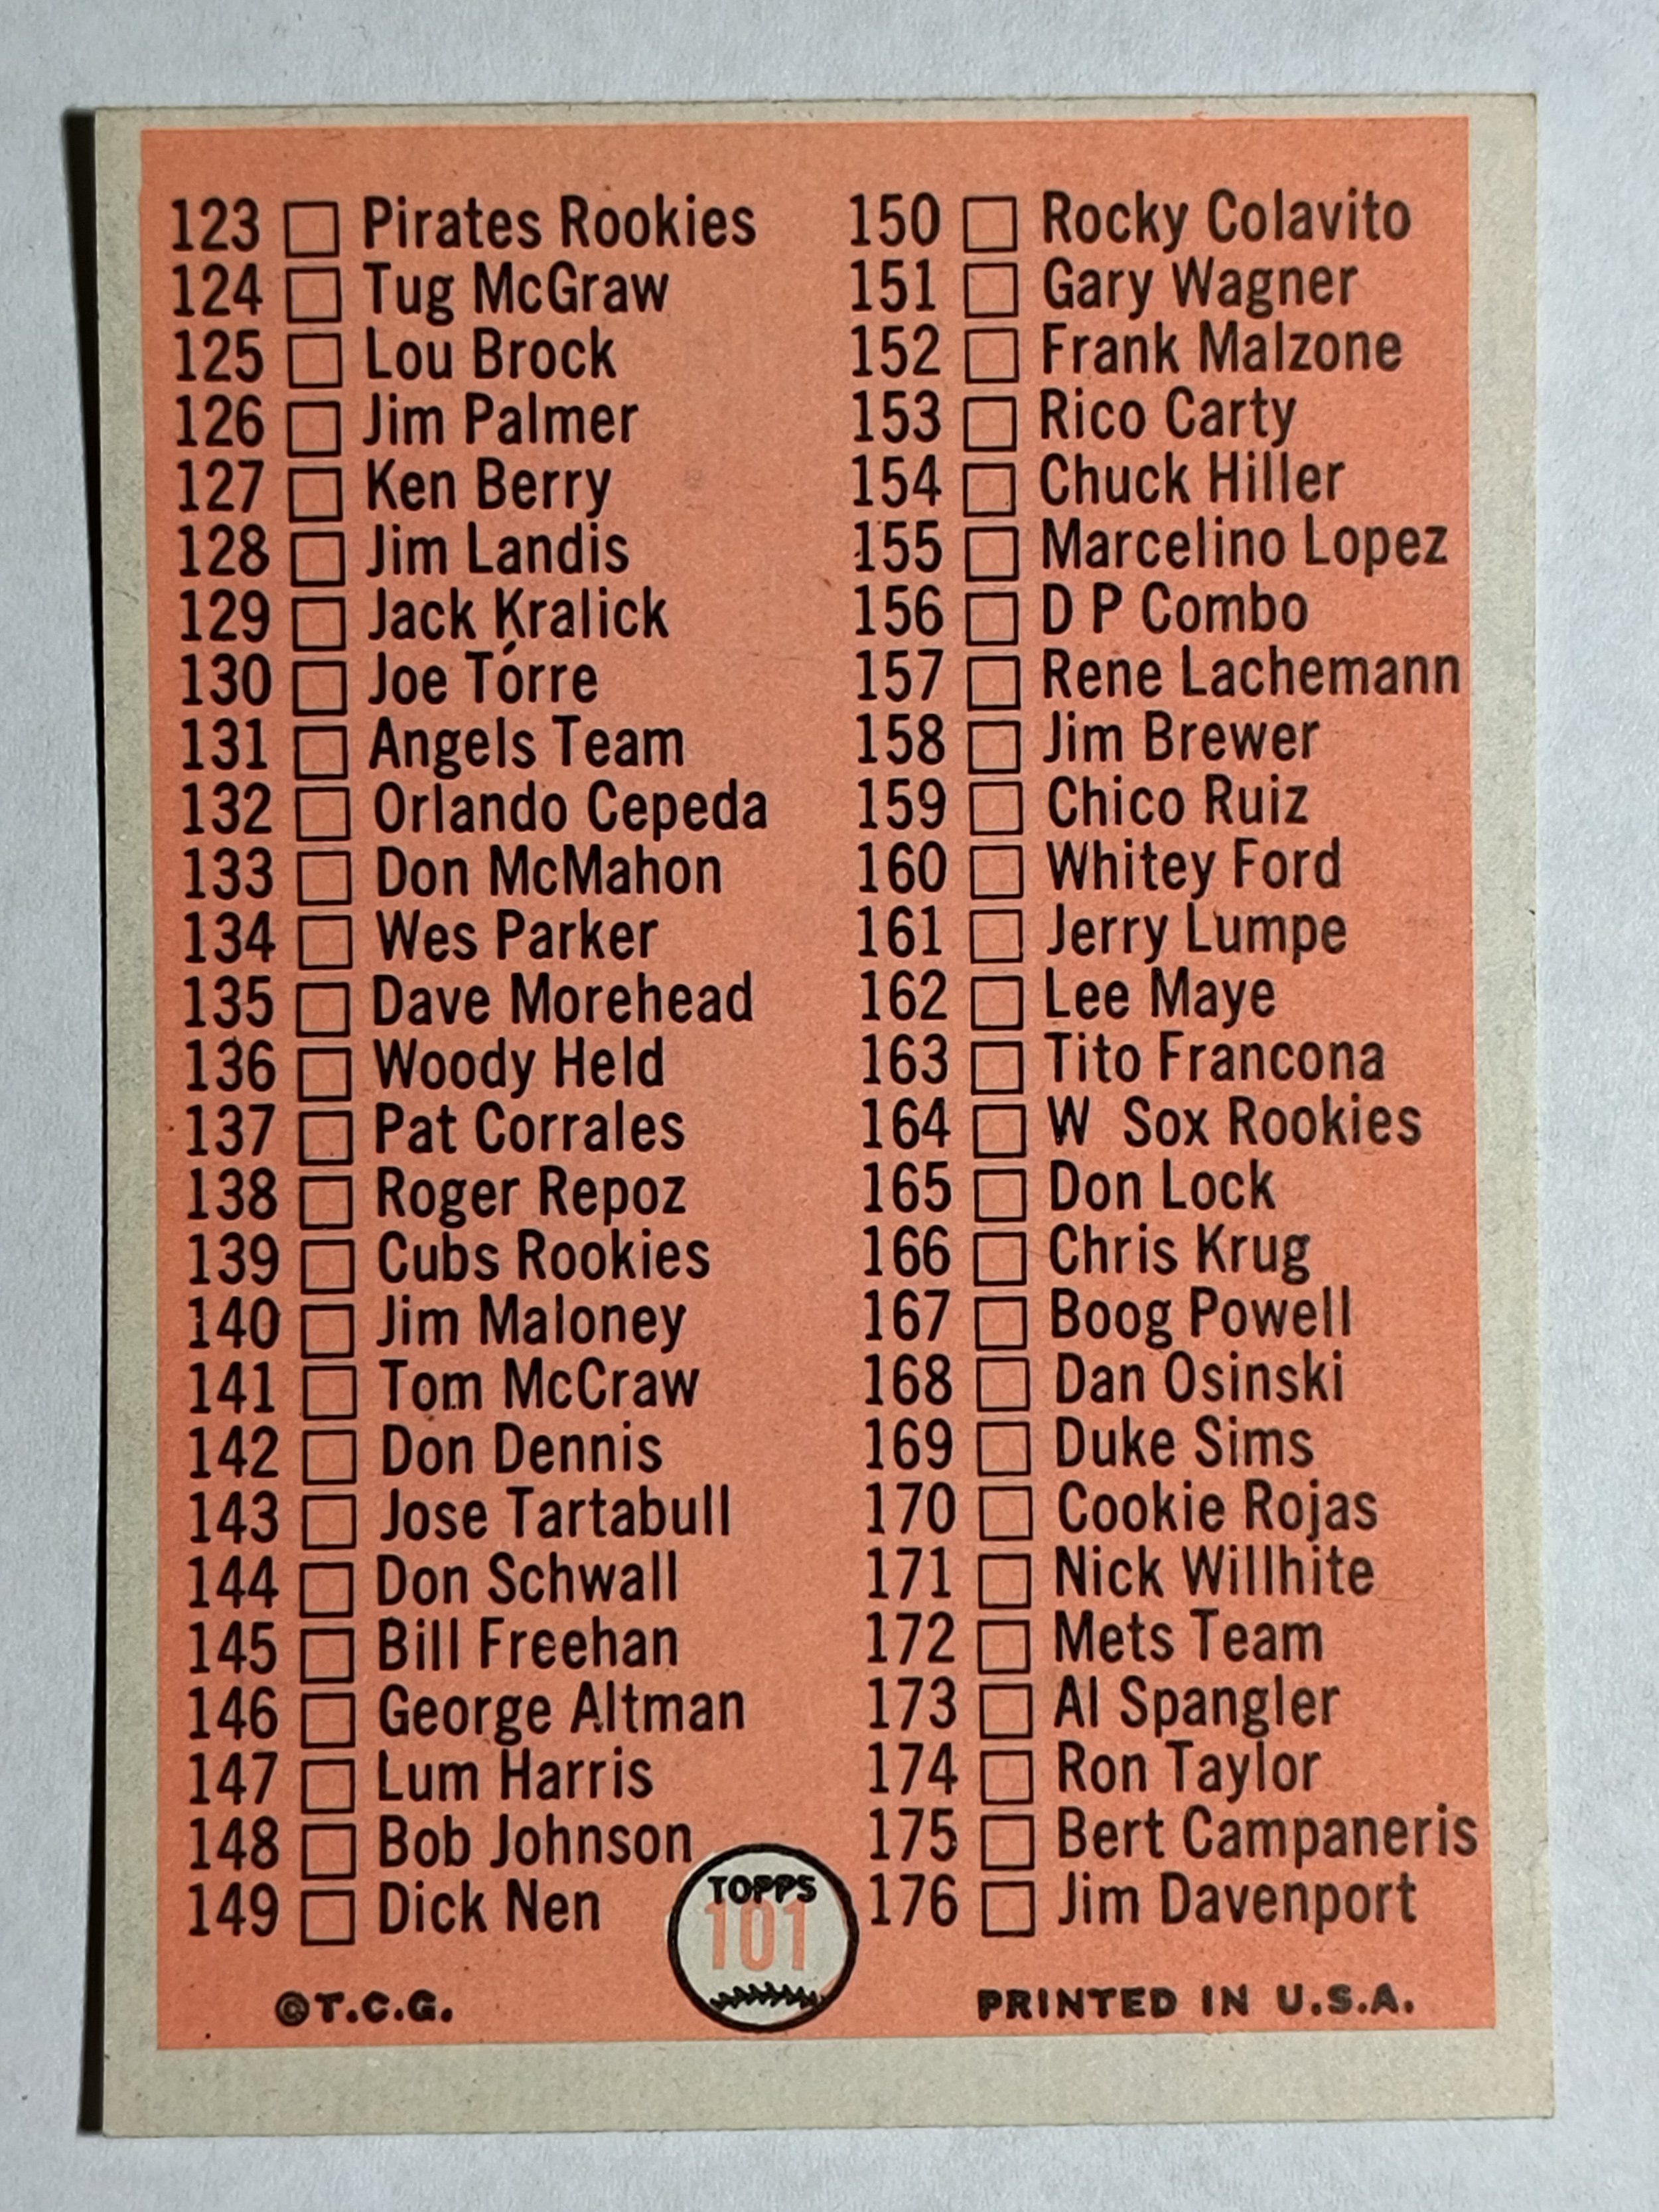 123 Pirates Rookies
124 Tug McGraw
125 Lou Brock
126 Jim Palmer
127 Ken Berry
128 Jim Landis
129 Jack Kralick
130 Joe Torre
131 Angels Team
132 Orlando Cepeda
133 Don McMahon
134 Wes Parker
135 Dave Morehead
136 Woody Held
137 Pat Corrales
138 Roger Repoz
139 Cubs Rookies
140 Jim Maloney
141 Tom McCraw
142 Don Dennis
143 Jose Tartabull
144 Don Schwall
145 Bill Freehan
146 George Altman
147 Lum Harris
148 Bob Johnson
149 Dick Nen
150 Rocky Colavito
151 Gary Wagner
152 Frank Malzone
153 Rico Carty
154 Chuck Hiller
155 Marcelino Lopez
156 D P Combo
157 Rene Lachemann
158 Jim Brewer
159 Chico Ruiz
160 Whitey Ford
161 Jerry Lumpe
162 Lee Maye
163 Tito Francona
164 W Sox Rookies
165 Don Lock
166 Chris Krug
167 Boog Powell
168 Dan Osinski
169 Duke Sims
170 Cookie Rojas
171 Nick Willhite
172 Mets Team
173 Al Spangler
174 Ron Taylor
175 Bert Campaneris
176 Jim Davenport
TOPPS
101
©T.C.G.
PRINTED IN U.S.A.